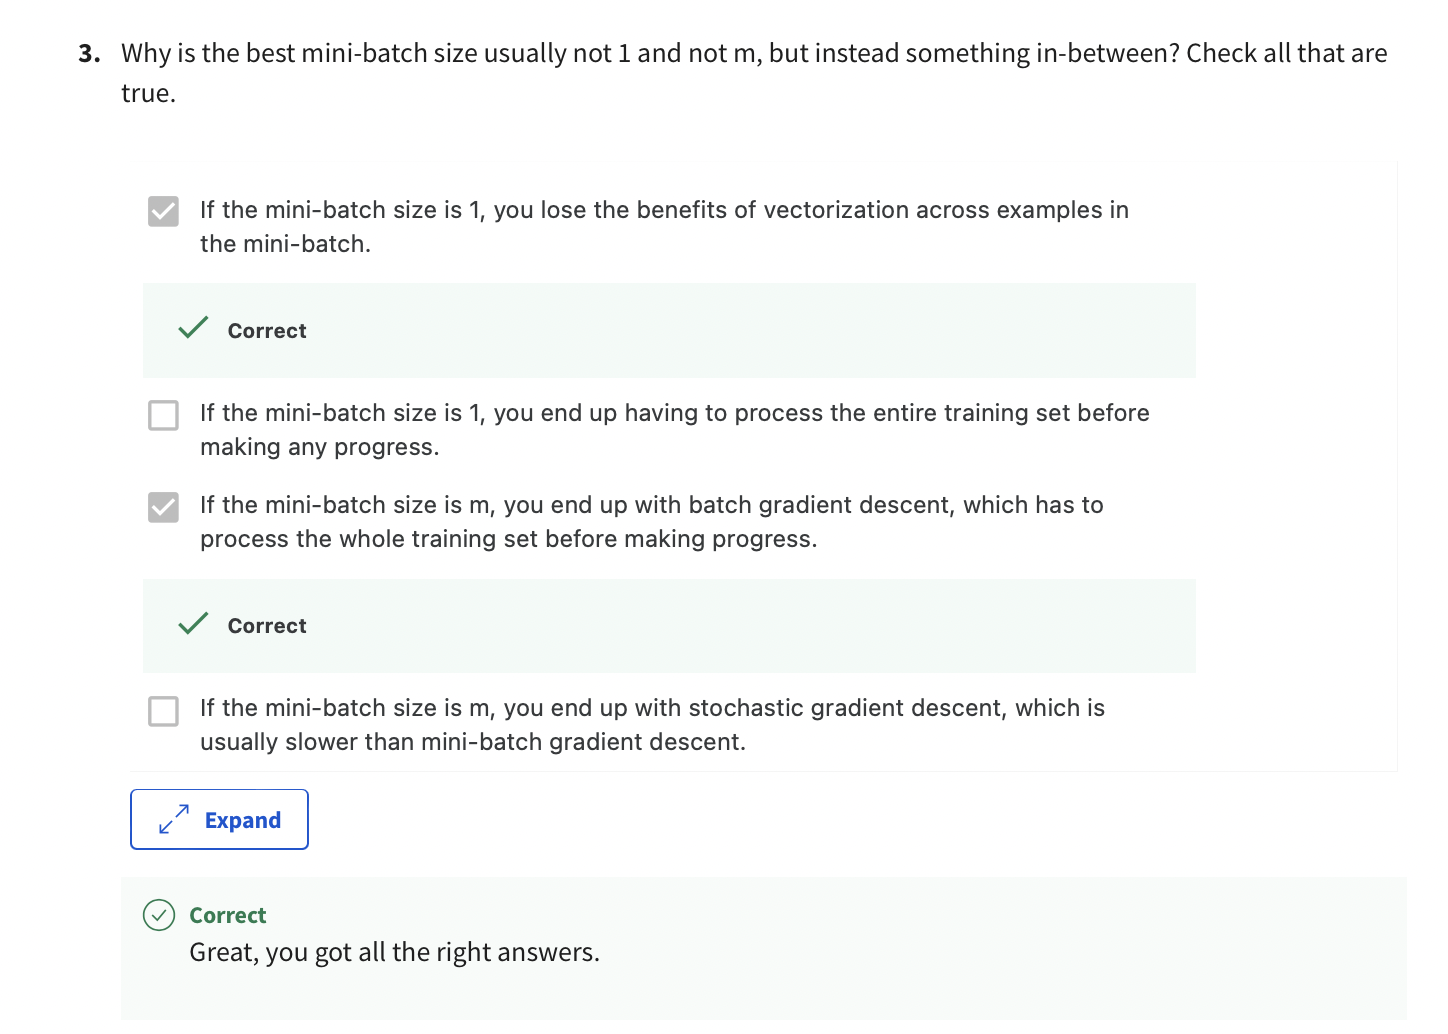 3. Why is the best mini-batch size usually not 1 and not m, but instead something in-between? Check all that are
true.
If the mini-batch size is 1, you lose the benefits of vectorization across examples in
the mini-batch.
Correct
If the mini-batch size is 1, you end up having to process the entire training set before
making any progress.
If the mini-batch size is m, you end up with batch gradient descent, which has to
process the whole training set before making progress.
Correct
If the mini-batch size is m, you end up with stochastic gradient descent, which is
usually slower than mini-batch gradient descent.
Expand
Correct
Great, you got all the right answers.